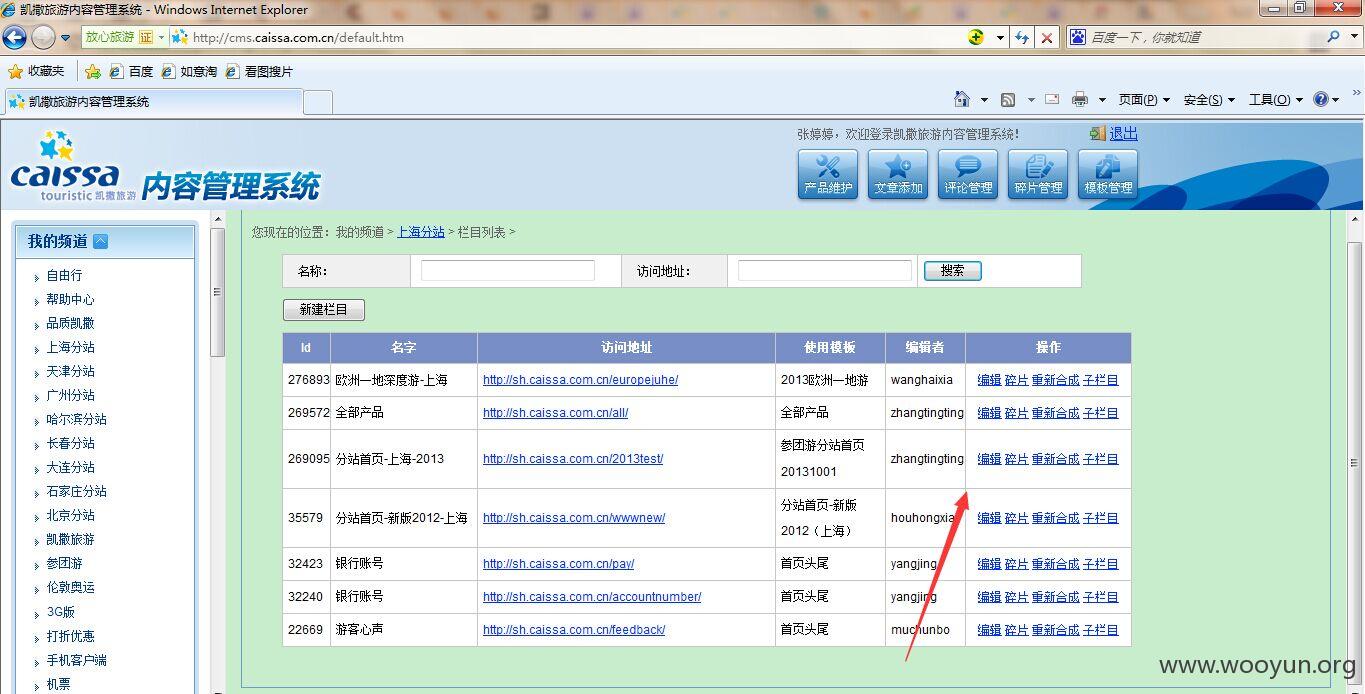 凯撒旅游内容管理系统 - Windows Internet Explorer
放心旅游 证 http://cms.caissa.com.cn/default.htm 百度一下，你就知道
收藏夹 百度 如意淘 看图搜片
凯撒旅游内容管理系统 页面(P) 安全(S) 工具(O)
张婷婷，欢迎登录凯撒旅游内容管理系统! 退出
caissa
touristic 凯撒旅游
内容管理系统
产品维护 文章添加 评论管理 碎片管理 模板管理
我的频道
自由行
帮助中心
品质凯撒
上海分站
天津分站
广州分站
哈尔滨分站
长春分站
大连分站
石家庄分站
北京分站
凯撒旅游
参团游
伦敦奥运
3G版
打折优惠
手机客户端
机票
您现在的位置: 我的频道 > 上海分站 > 栏目列表 >
名称: 访问地址: 搜索
新建栏目
Id 名字 访问地址 使用模板 编辑者 操作
276893 欧洲一地深度游-上海 http://sh.caissa.com.cn/europejuhe/ 2013欧洲一地游 wanghaixia 编辑 碎片 重新合成 子栏目
269572 全部产品 http://sh.caissa.com.cn/all/ 全部产品 zhangtingting 编辑 碎片 重新合成 子栏目
269095 分站首页-上海-2013 http://sh.caissa.com.cn/2013test/ 参团游分站首页20131001 zhangtingting 编辑 碎片 重新合成 子栏目
35579 分站首页-新版2012-上海 http://sh.caissa.com.cn/wwwnew/ 分站首页-新版2012（上海） houhongxia 编辑 碎片 重新合成 子栏目
32423 银行账号 http://sh.caissa.com.cn/pay/ 首页头尾 yangjing 编辑 碎片 重新合成 子栏目
32240 银行账号 http://sh.caissa.com.cn/accountnumber/ 首页头尾 yangjing 编辑 碎片 重新合成 子栏目
22669 游客心声 http://sh.caissa.com.cn/feedback/ 首页头尾 muchunbo 编辑 碎片 重新合成 子栏目
www.wooyun.org